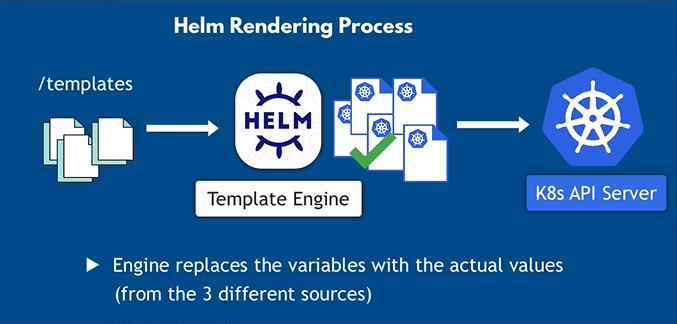 Helm Rendering Process
/templates
HELM
Template Engine
K8s API Server
Engine replaces the variables with the actual values
(from the 3 different sources)